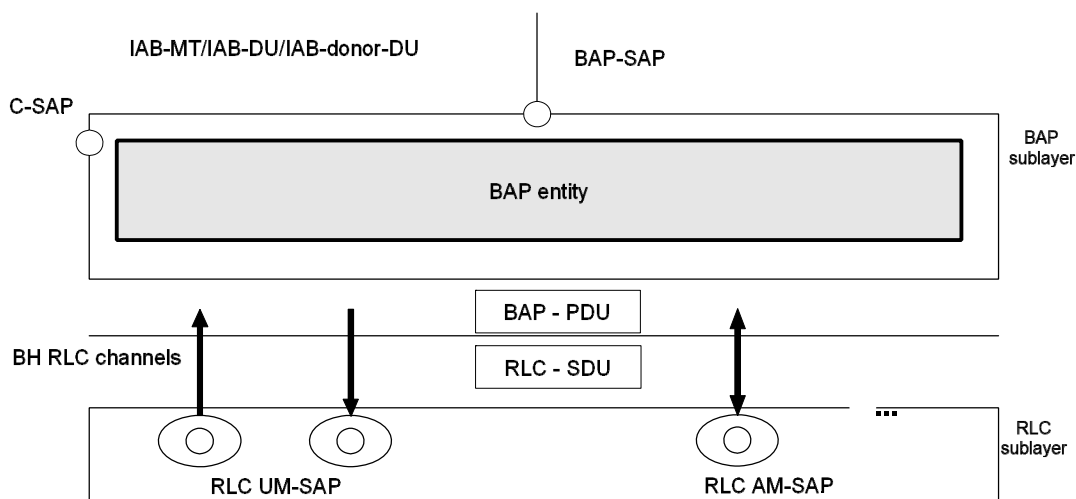 IAB-MT/IAB-DU/IAB-donor-DU
BAP-SAP
C-SAP
BAP
sublayer
BAP entity
BAP - PDU
BH RLC channels
RLC - SDU
RLC
sublayer
RLC UM-SAP
RLC AM-SAP